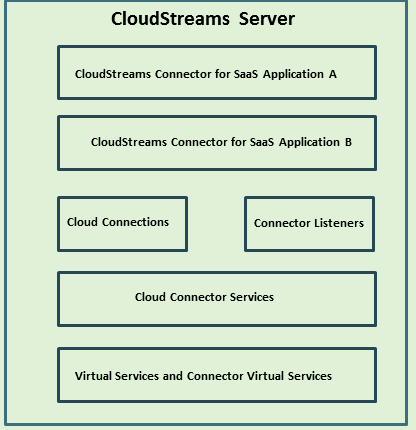 CloudStreams Server
CloudStreams Connector for SaaS Application A
CloudStreams Connector for SaaS Application B
Cloud Connections
Connector Listeners
Cloud Connector Services
Virtual Services and Connector Virtual Services